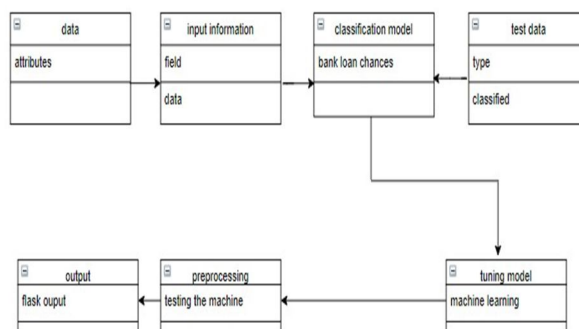 data
attributes
input information
field
data
classification model
bank loan chances
test data
type
classified
output
flask ouput
preprocessing
testing the machine
tuning model
machine learning